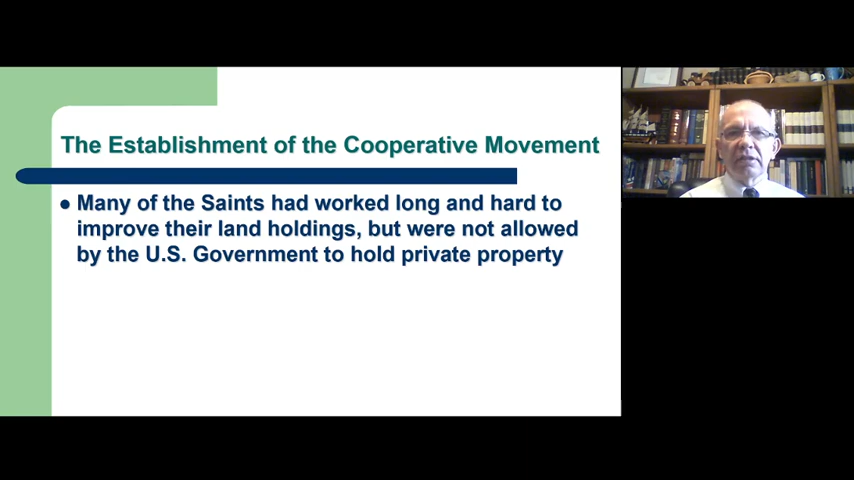 The Establishment of the Cooperative Movement
Many of the Saints had worked long and hard to
improve their land holdings, but were not allowed
by the U.S. Government to hold private property